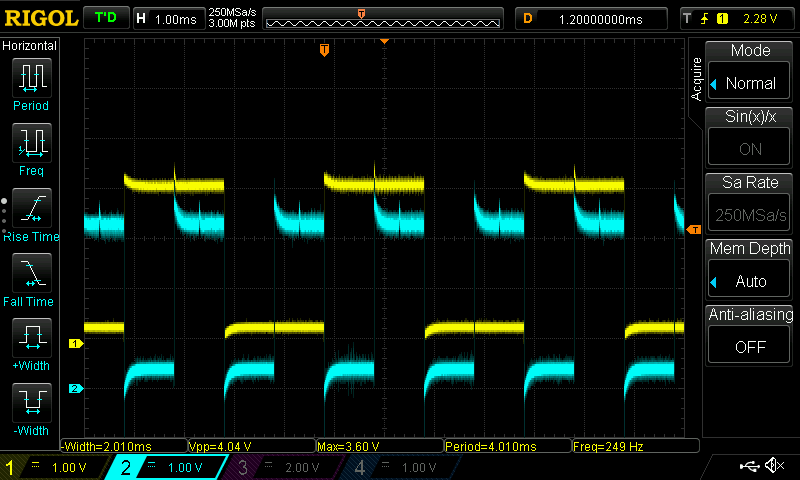 RIGOL T'D H 1.00ms 250MSa/s 3.00M pts T D 1.20000000ms T 1 2.28 V
Horizontal
Period
Freq
Rise Time
Fall Time
+Width
-Width
T
T
1
2
Acquire
Mode
Normal
Sin(x)/x
ON
Sa Rate
250MSa/s
Mem Depth
Auto
Anti-aliasing
OFF
-Width=2.010ms Vpp=4.04 V Max=3.60 V Period=4.010ms Freq=249 Hz
1 1.00 V 2 1.00 V 3 2.00 V 4 1.00 V